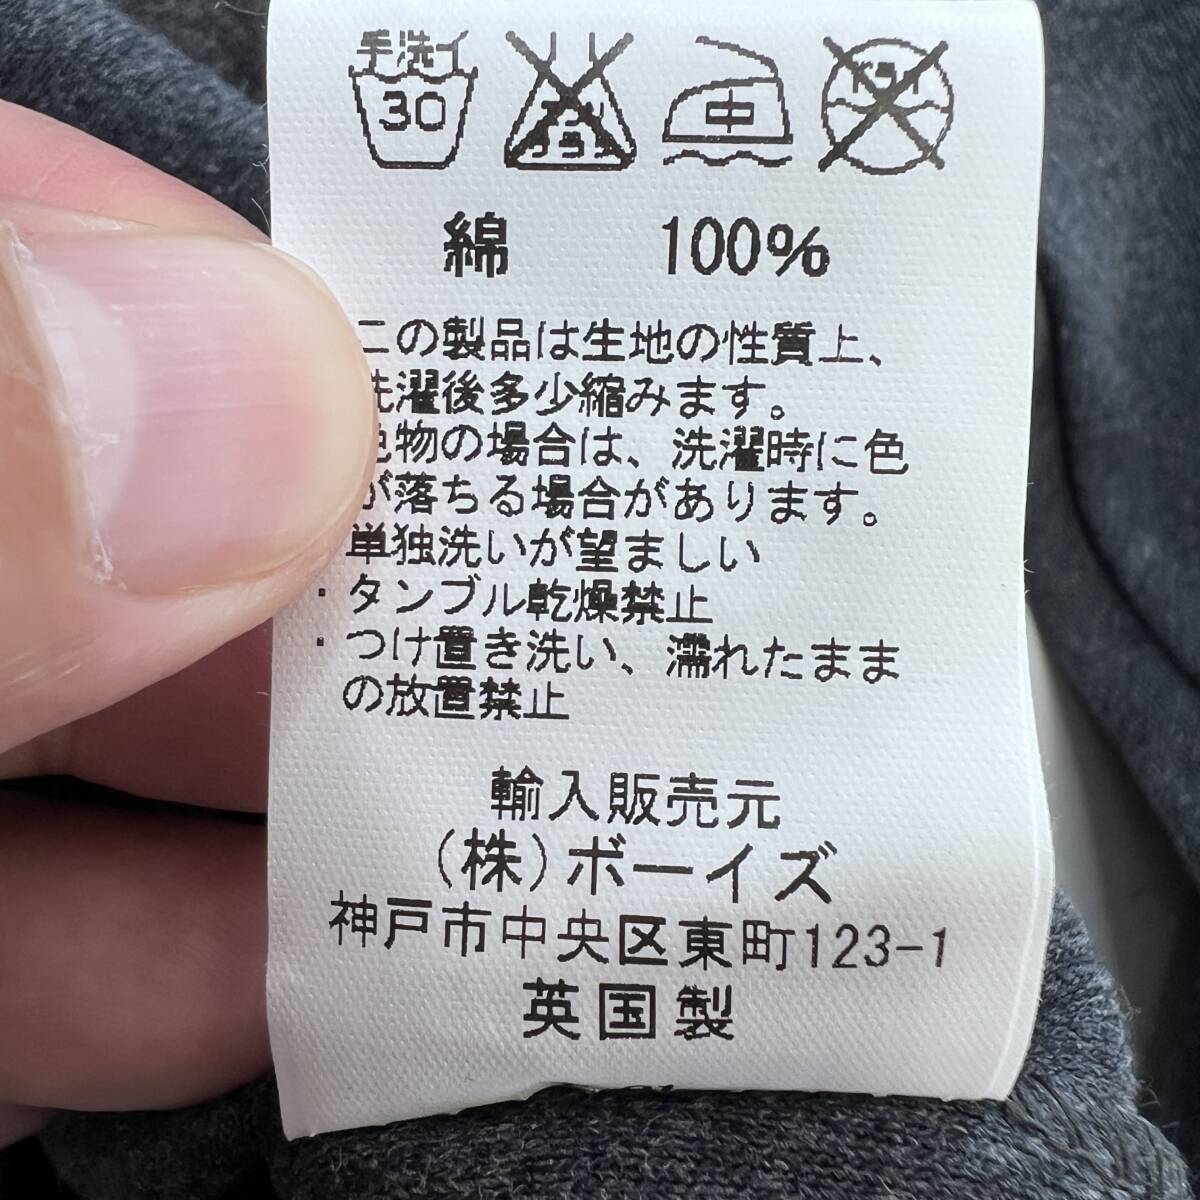 手洗イ
30
中
綿 100%
この製品は生地の性質上、
洗濯後多少縮みます。
色物の場合は、洗濯時に色
が落ちる場合があります。
単独洗いが望ましい
・タンブル乾燥禁止
・つけ置き洗い、濡れたまま
の放置禁止
輸入販売元
(株)ボーイズ
神戸市中央区東町123-1
英国製